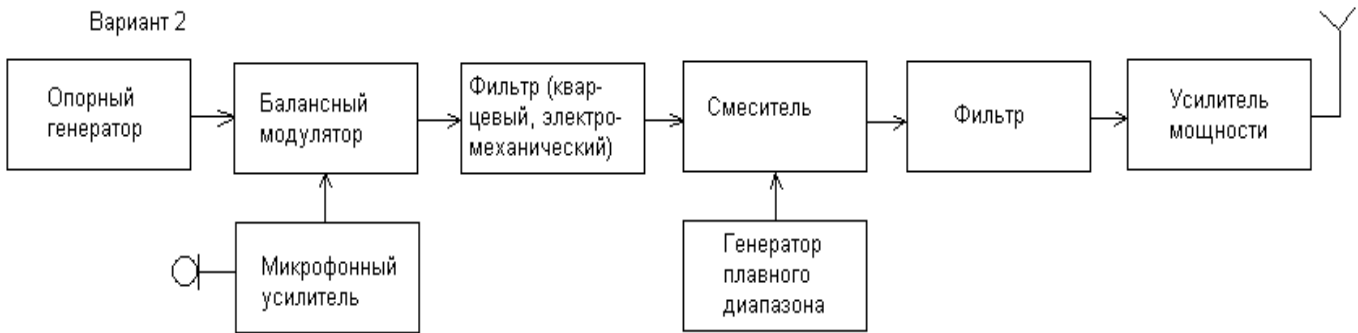 Вариант 2
Опорный
генератор
Балансный
модулятор
Фильтр (квар-
цевый, электро-
механический)
Смеситель
Фильтр
Усилитель
мощности
Микрофонный
усилитель
Генератор
плавного
диапазона